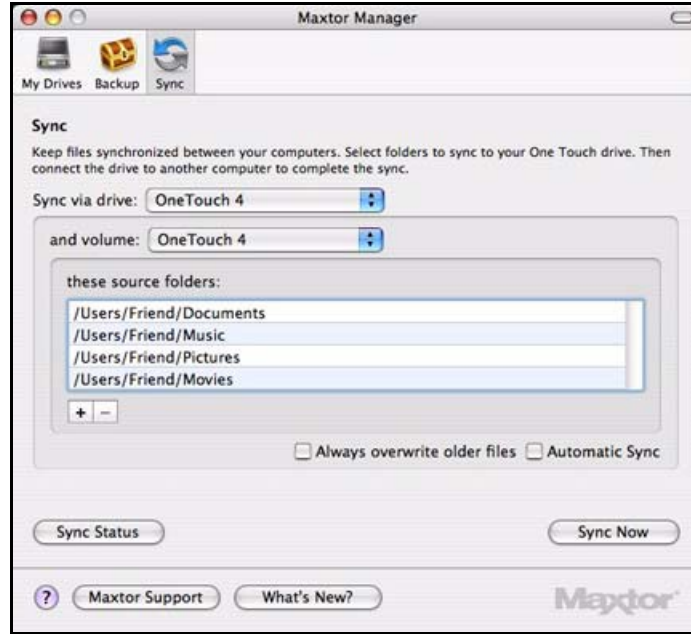 Maxtor Manager
My Drives Backup Sync
Sync
Keep files synchronized between your computers. Select folders to sync to your One Touch drive. Then
connect the drive to another computer to complete the sync.
Sync via drive: OneTouch 4
and volume: OneTouch 4
these source folders:
/Users/Friend/Documents
/Users/Friend/Music
/Users/Friend/Pictures
/Users/Friend/Movies
+ −
Always overwrite older files Automatic Sync
Sync Status Sync Now
? Maxtor Support What's New? Maxtor